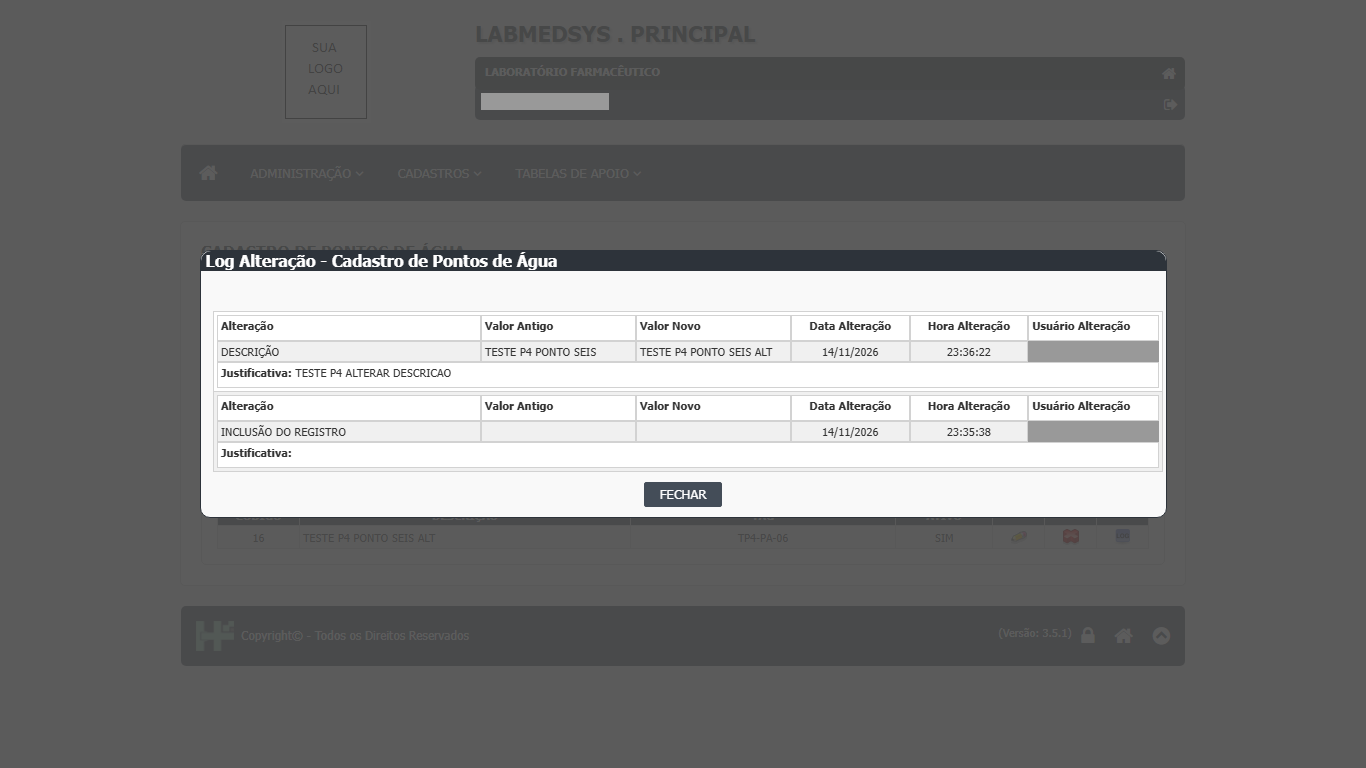 SUA
LOGO
AQUI
LABMEDSYS . PRINCIPAL
LABORATÓRIO FARMACÊUTICO
ADMINISTRAÇÃO CADASTROS TABELAS DE APOIO
CADASTRO DE PONTOS DE ÁGUA
Log Alteração - Cadastro de Pontos de Água
Alteração Valor Antigo Valor Novo Data Alteração Hora Alteração Usuário Alteração
DESCRIÇÃO TESTE P4 PONTO SEIS TESTE P4 PONTO SEIS ALT 14/11/2026 23:36:22
Justificativa: TESTE P4 ALTERAR DESCRICAO
Alteração Valor Antigo Valor Novo Data Alteração Hora Alteração Usuário Alteração
INCLUSÃO DO REGISTRO 14/11/2026 23:35:38
Justificativa:
FECHAR
16 TESTE P4 PONTO SEIS ALT TP4-PA-06 SIM
Copyright© - Todos os Direitos Reservados (Versão: 3.5.1)